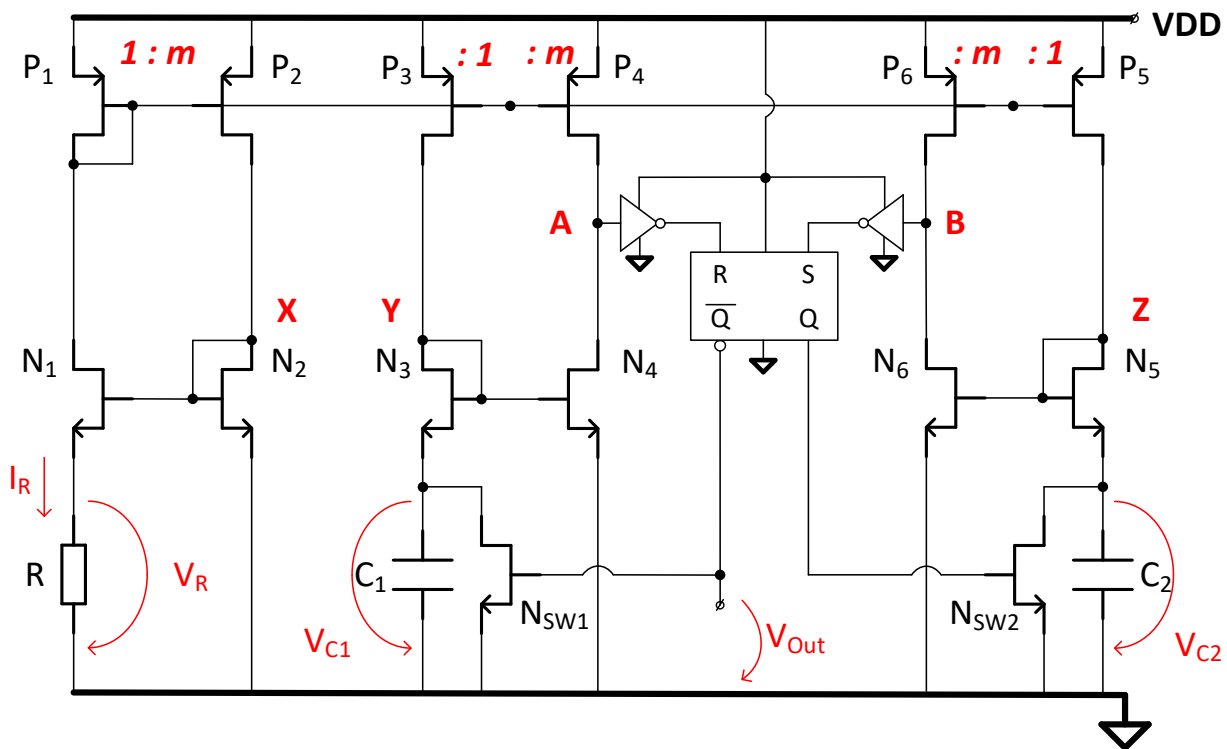 VDD
1 : m
: 1
: m
: m
: 1
P1
P2
P3
P4
P6
P5
A
B
R
S
Q
Q
X
Y
Z
N1
N2
N3
N4
N6
N5
IR
R
VR
C1
VC1
NSW1
VOut
NSW2
C2
VC2